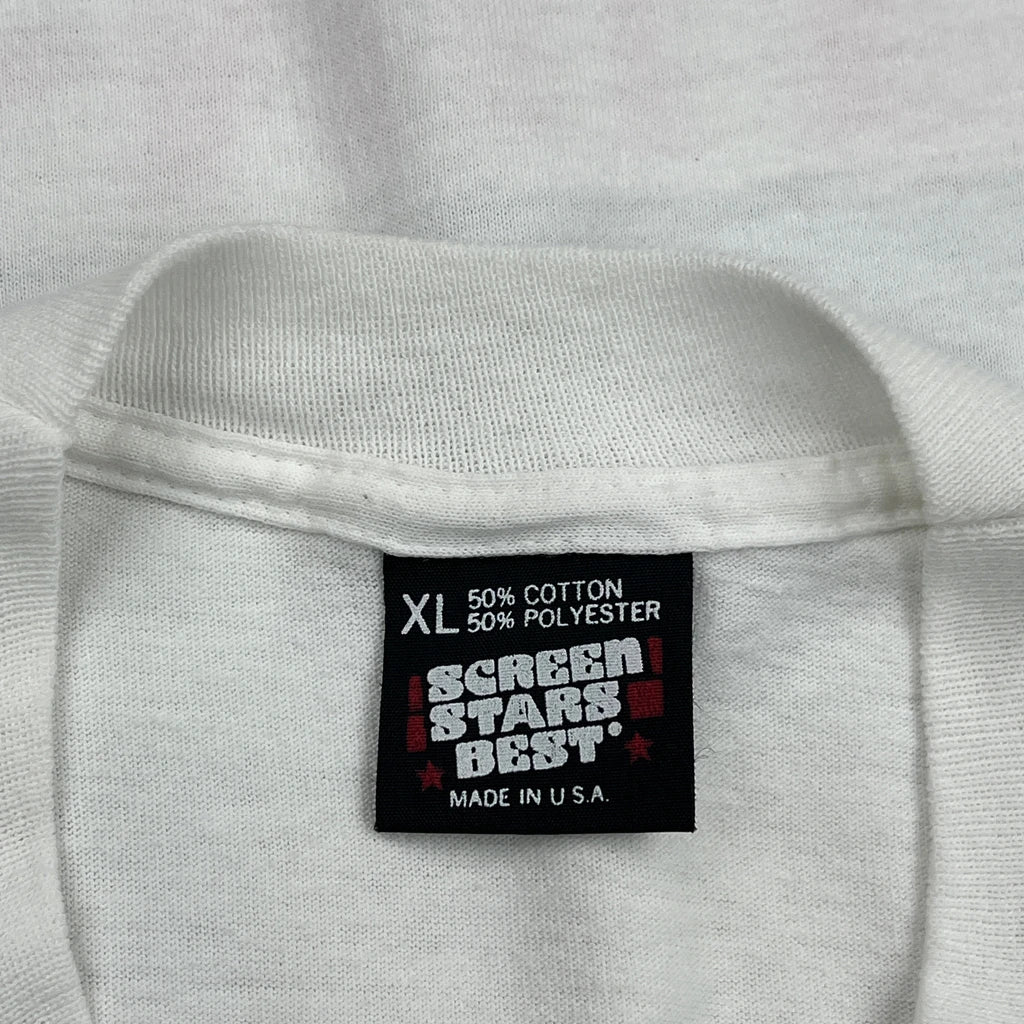 XL 50% COTTON
50% POLYESTER
SCREEN
STARS
BEST
MADE IN U.S.A.